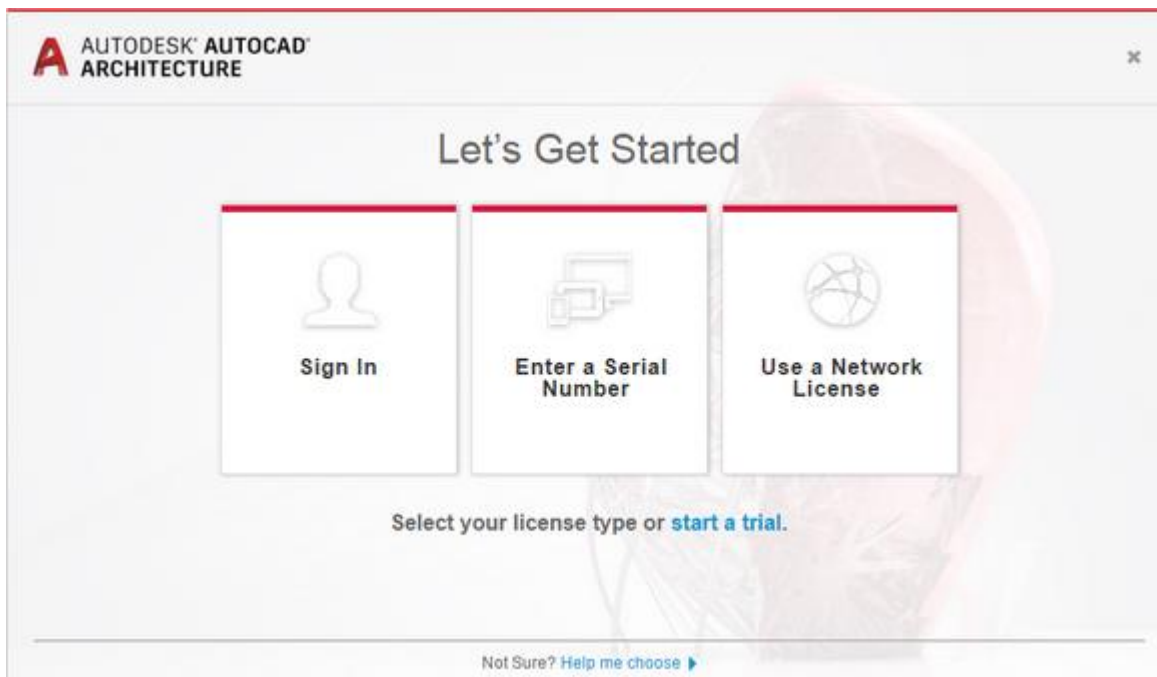 AUTODESK® AUTOCAD®
ARCHITECTURE
Let's Get Started
Sign In
Enter a Serial
Number
Use a Network
License
Select your license type or start a trial.
Not Sure? Help me choose